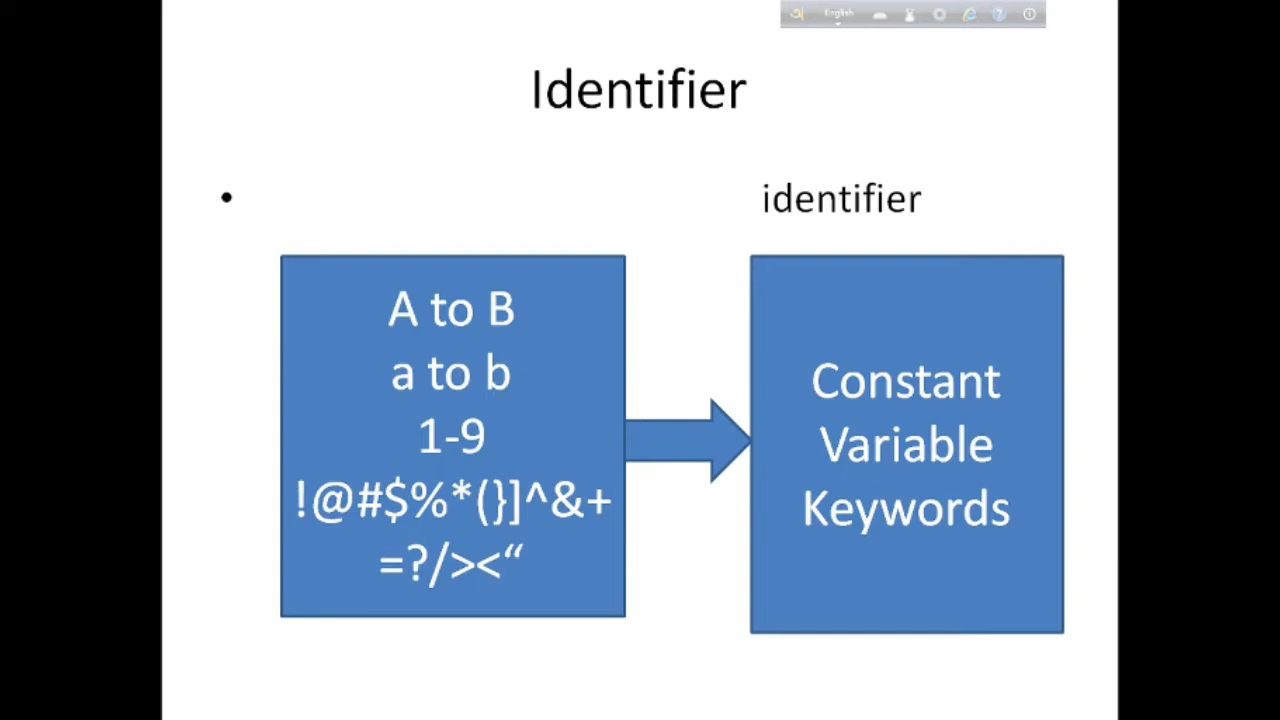 அ English
Identifier
• identifier
A to B
a to b
1-9
!@#$%*(}]^&+
=?/><“
Constant
Variable
Keywords